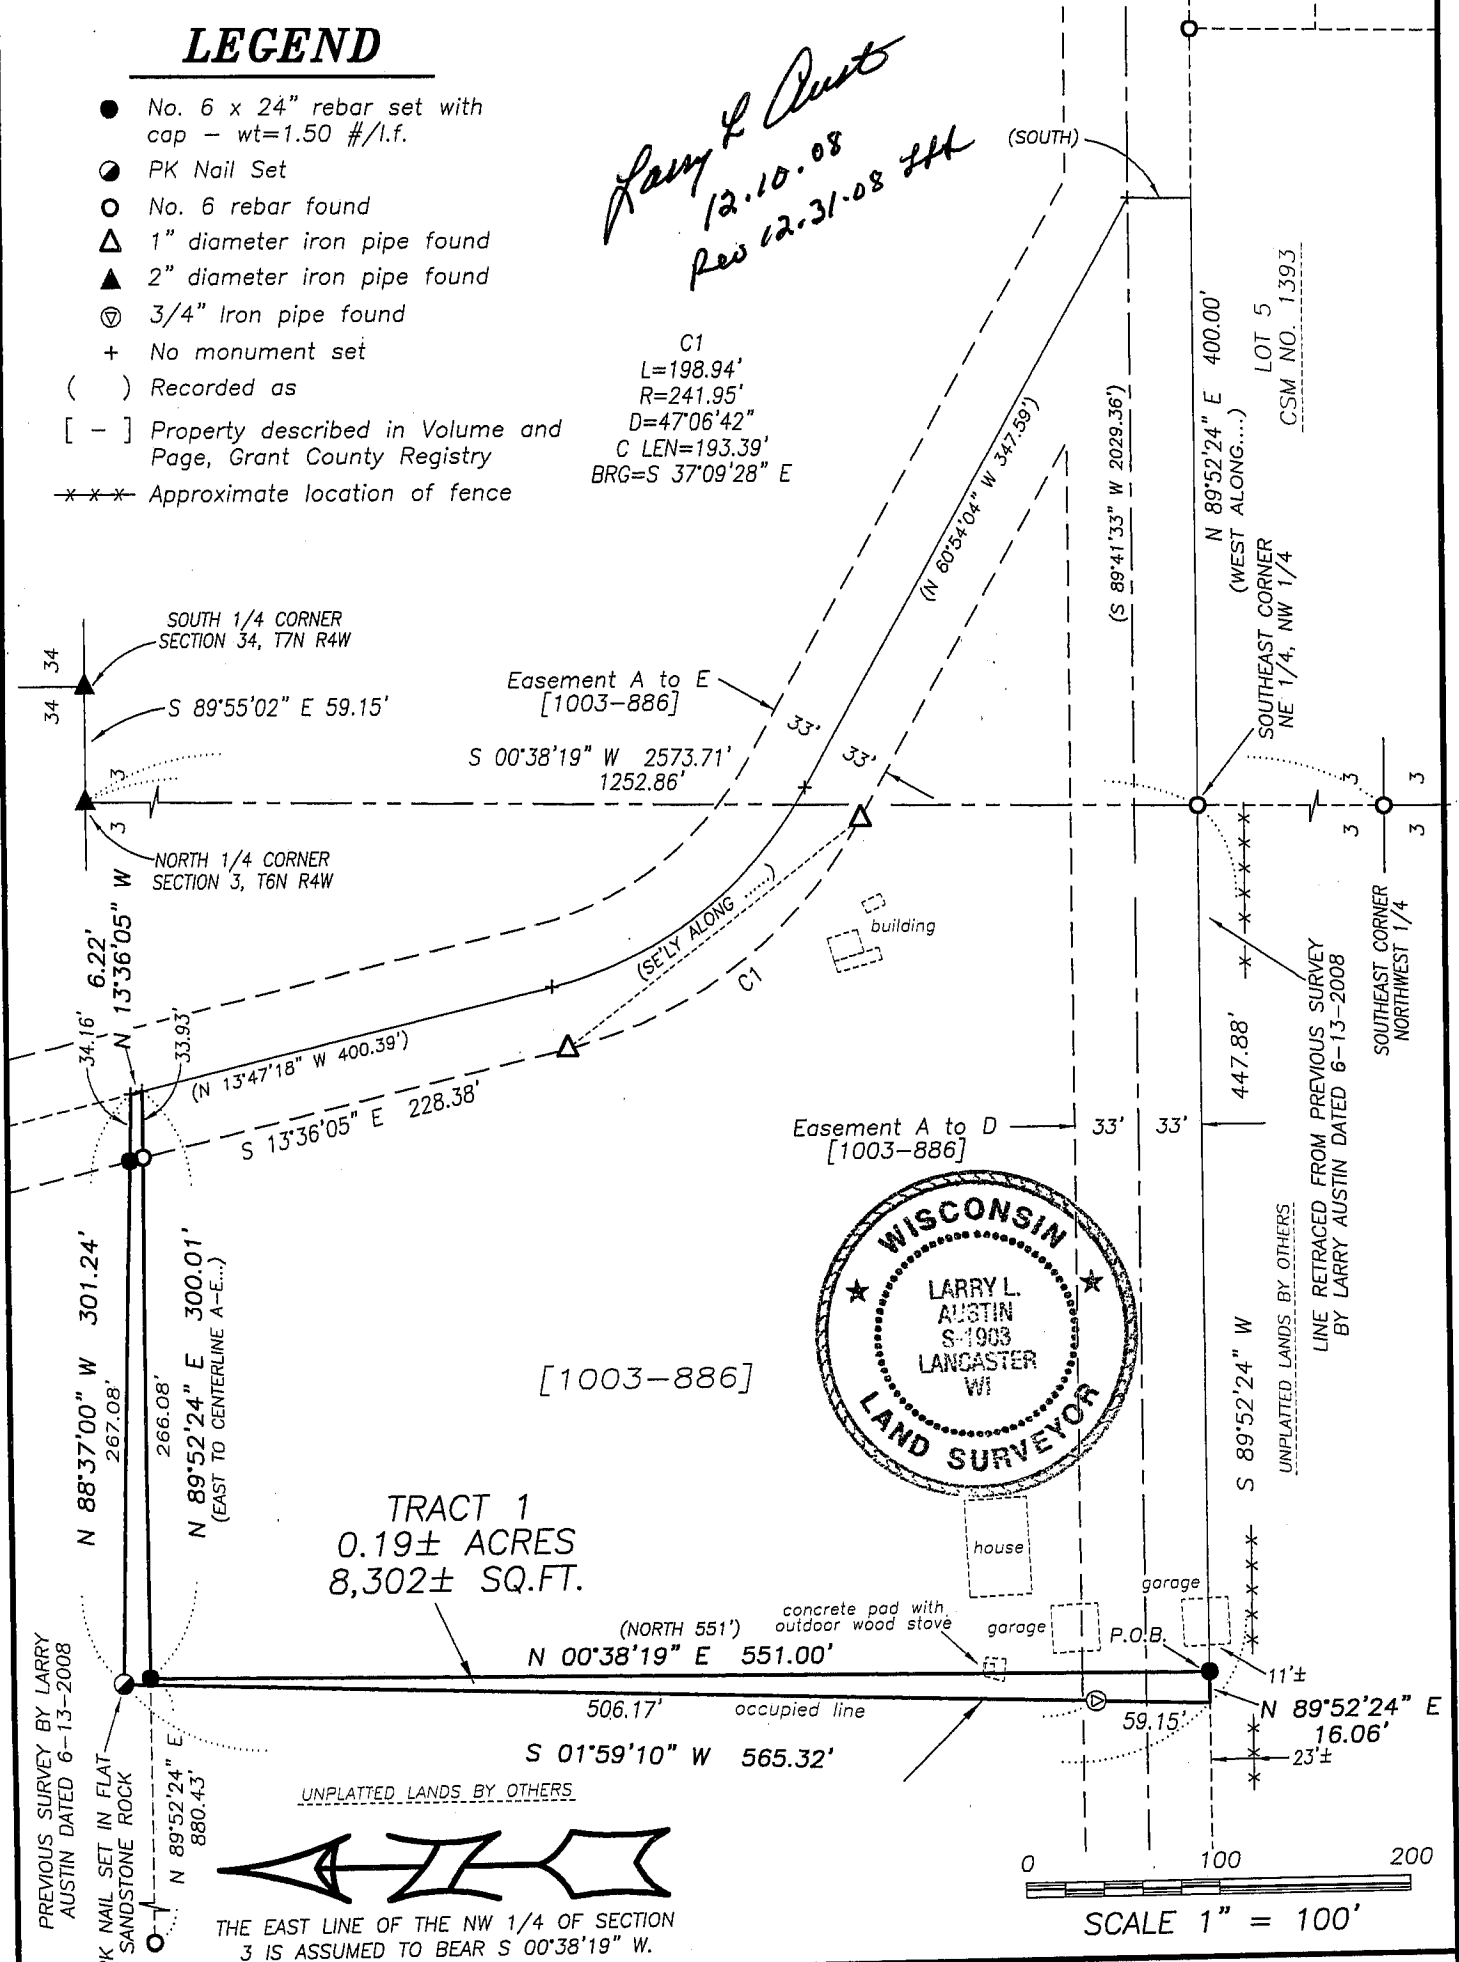 LEGEND
No. 6 x 24" rebar set with
cap - wt=1.50 #/l.f.
PK Nail Set
No. 6 rebar found
1" diameter iron pipe found
2" diameter iron pipe found
3/4" Iron pipe found
+ No monument set
( ) Recorded as
[ - ] Property described in Volume and
Page, Grant County Registry
-x-x-x- Approximate location of fence
Larry L Aust
12.10.08
Rev 12.31.08
C1
L=198.94'
R=241.95'
D=47°06'42"
C LEN=193.39'
BRG=S 37°09'28" E
(SOUTH)
(N 60°54'04" W 347.59')
(S 89°41'33" W 2029.36')
N 89°52'24" E 400.00'
(WEST ALONG....)
LOT 5
CSM NO. 1393
SOUTHEAST CORNER
NE 1/4, NW 1/4
SOUTH 1/4 CORNER
SECTION 34, T7N R4W
34
34
S 89°55'02" E 59.15'
3
3
NORTH 1/4 CORNER
SECTION 3, T6N R4W
Easement A to E
[1003-886]
S 00°38'19" W 2573.71'
1252.86'
33'
33'
3
3
3
3
SOUTHEAST CORNER
NORTHWEST 1/4
6.22'
N 13°36'05" W
34.16'
33.93'
(N 13°47'18" W 400.39')
S 13°36'05" E 228.38'
(SE'LY ALONG .....)
C1
building
447.88'
LINE RETRACED FROM PREVIOUS SURVEY
BY LARRY AUSTIN DATED 6-13-2008
Easement A to D
[1003-886]
33'
33'
WISCONSIN
LARRY L.
AUSTIN
S-1903
LANCASTER
WI
LAND SURVEYOR
N 88°37'00" W 301.24'
267.08'
266.08'
N 89°52'24" E 300.01'
(EAST TO CENTERLINE A-E...)
[1003-886]
S 89°52'24" W
UNPLATTED LANDS BY OTHERS
TRACT 1
0.19± ACRES
8,302± SQ.FT.
house
garage
concrete pad with
outdoor wood stove
garage
P.O.B.
(NORTH 551')
N 00°38'19" E 551.00'
11'±
N 89°52'24" E
16.06'
506.17'
occupied line
59.15'
S 01°59'10" W 565.32'
23'±
UNPLATTED LANDS BY OTHERS
PREVIOUS SURVEY BY LARRY
AUSTIN DATED 6-13-2008
PK NAIL SET IN FLAT
SANDSTONE ROCK
N 89°52'24" E
880.43'
THE EAST LINE OF THE NW 1/4 OF SECTION
3 IS ASSUMED TO BEAR S 00°38'19" W.
0 100 200
SCALE 1" = 100'